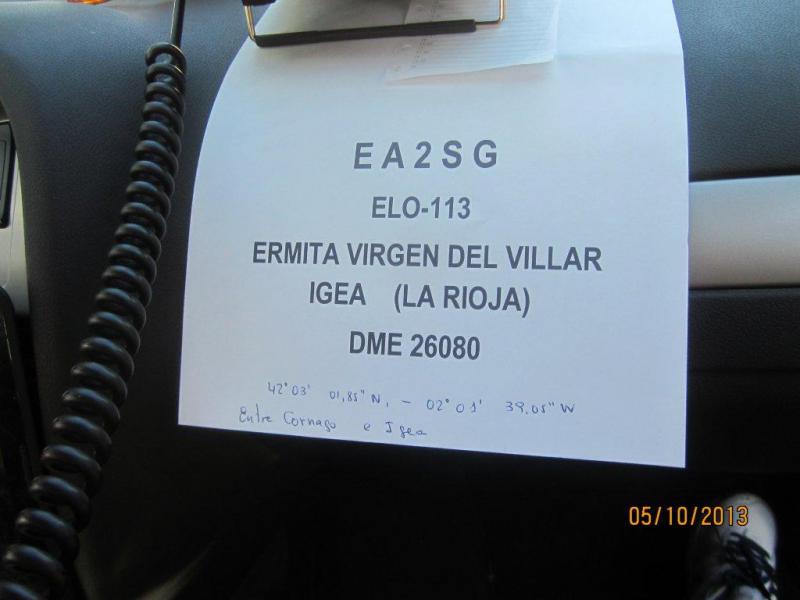 EA2SG
ELO-113
ERMITA VIRGEN DEL VILLAR
IGEA (LA RIOJA)
DME 26080
42° 03' 01,85" N, - 02° 01' 39,05" W
Entre Cornago e Igea
05/10/2013